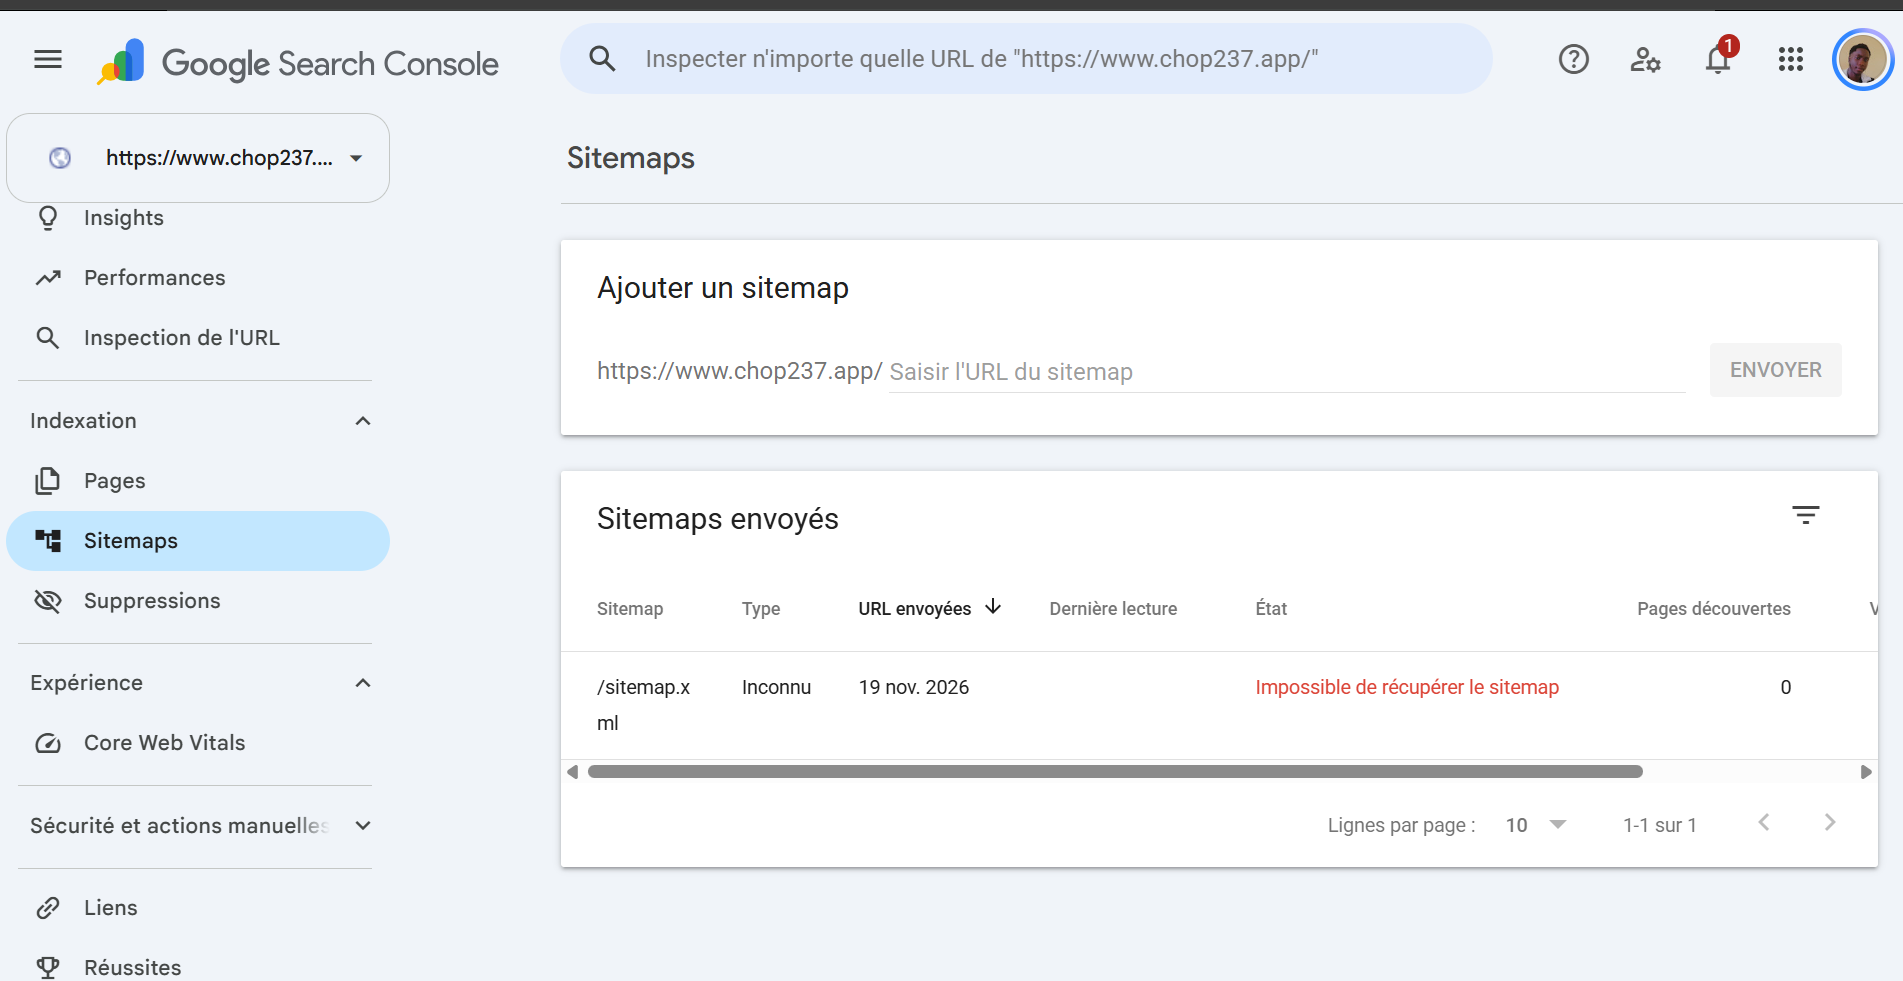 Google Search Console
Inspecter n'importe quelle URL de "https://www.chop237.app/"
1
https://www.chop237....
Insights
Performances
Inspection de l'URL
Indexation
Pages
Sitemaps
Suppressions
Expérience
Core Web Vitals
Sécurité et actions manuelles
Liens
Réussites
Sitemaps
Ajouter un sitemap
https://www.chop237.app/ Saisir l'URL du sitemap
ENVOYER
Sitemaps envoyés
Sitemap Type URL envoyées Dernière lecture État Pages découvertes V
/sitemap.x Inconnu 19 nov. 2026 Impossible de récupérer le sitemap 0
ml
Lignes par page : 10 1-1 sur 1